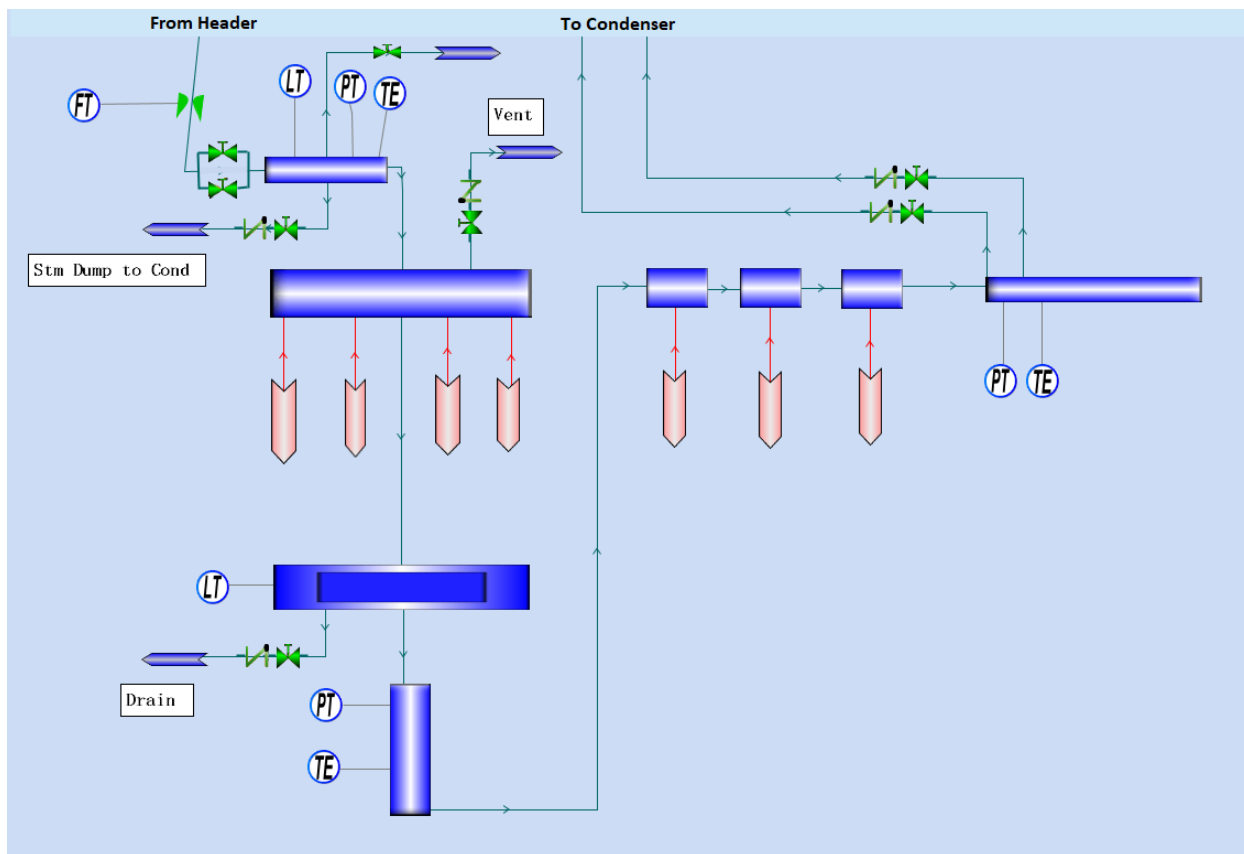 From Header
To Condenser
LT
PT
TE
FT
Vent
Stm Dump to Cond
PT
TE
LT
Drain
PT
TE